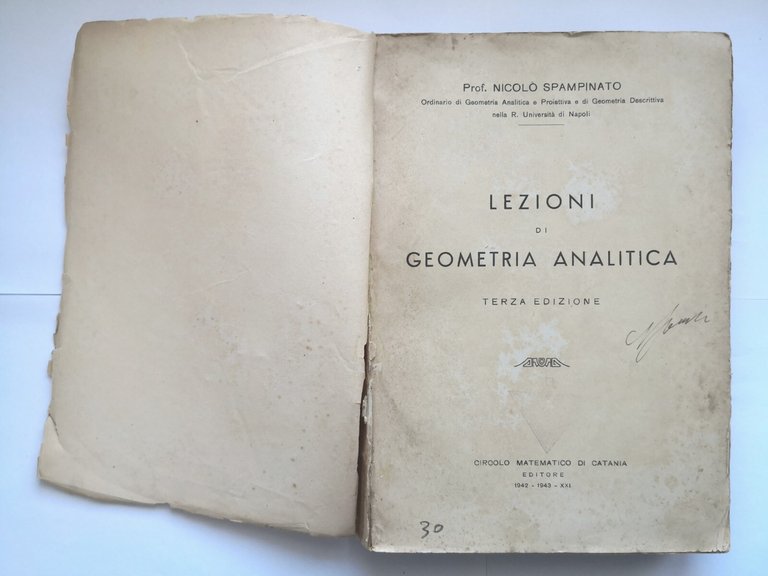 Prof. NICOLÒ SPAMPINATO
Ordinario di Geometria Analitica e Proiettiva e di Geometria Descrittiva
nella R. Università di Napoli
LEZIONI
DI
GEOMETRIA ANALITICA
TERZA EDIZIONE
CIRCOLO MATEMATICO DI CATANIA
EDITORE
1942 - 1943 - XXI.
30